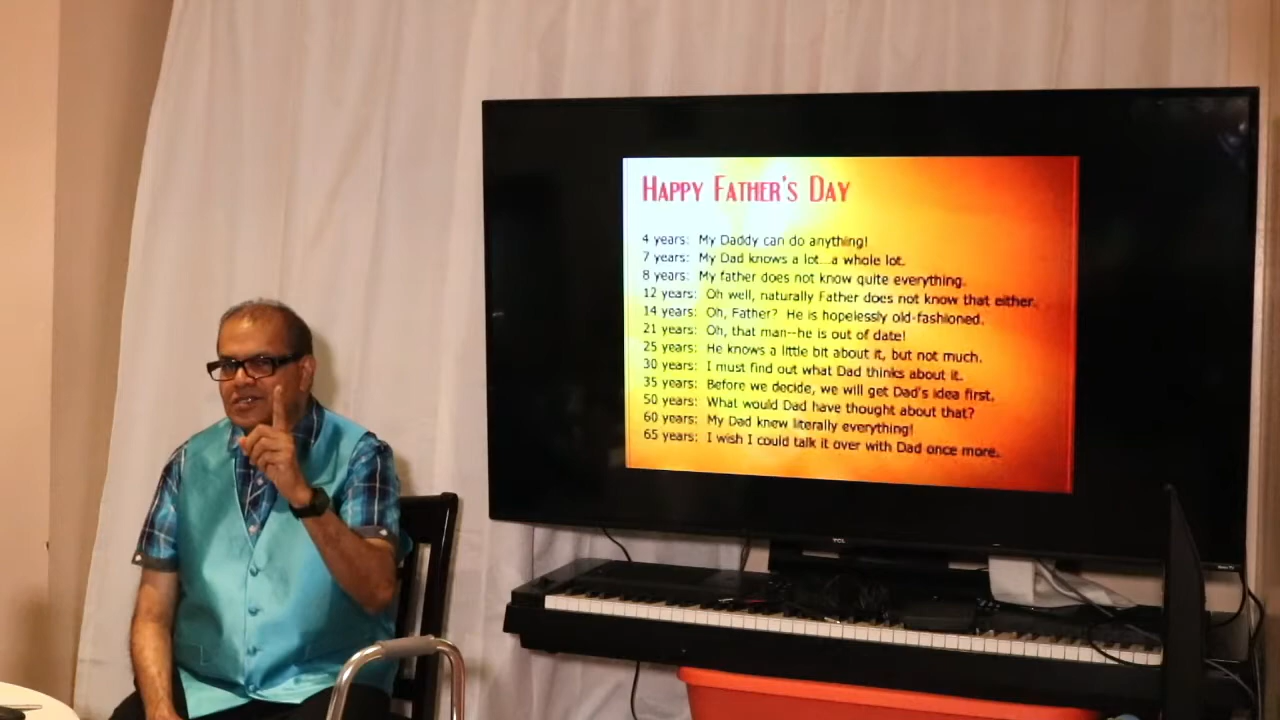 HAPPY FATHER'S DAY
4 years: My Daddy can do anything!
7 years: My Dad knows a lot...a whole lot.
8 years: My father does not know quite everything.
12 years: Oh well, naturally Father does not know that either.
14 years: Oh, Father? He is hopelessly old-fashioned.
21 years: Oh, that man--he is out of date!
25 years: He knows a little bit about it, but not much.
30 years: I must find out what Dad thinks about it.
35 years: Before we decide, we will get Dad's idea first.
50 years: What would Dad have thought about that?
60 years: My Dad knew literally everything!
65 years: I wish I could talk it over with Dad once more.
TCL